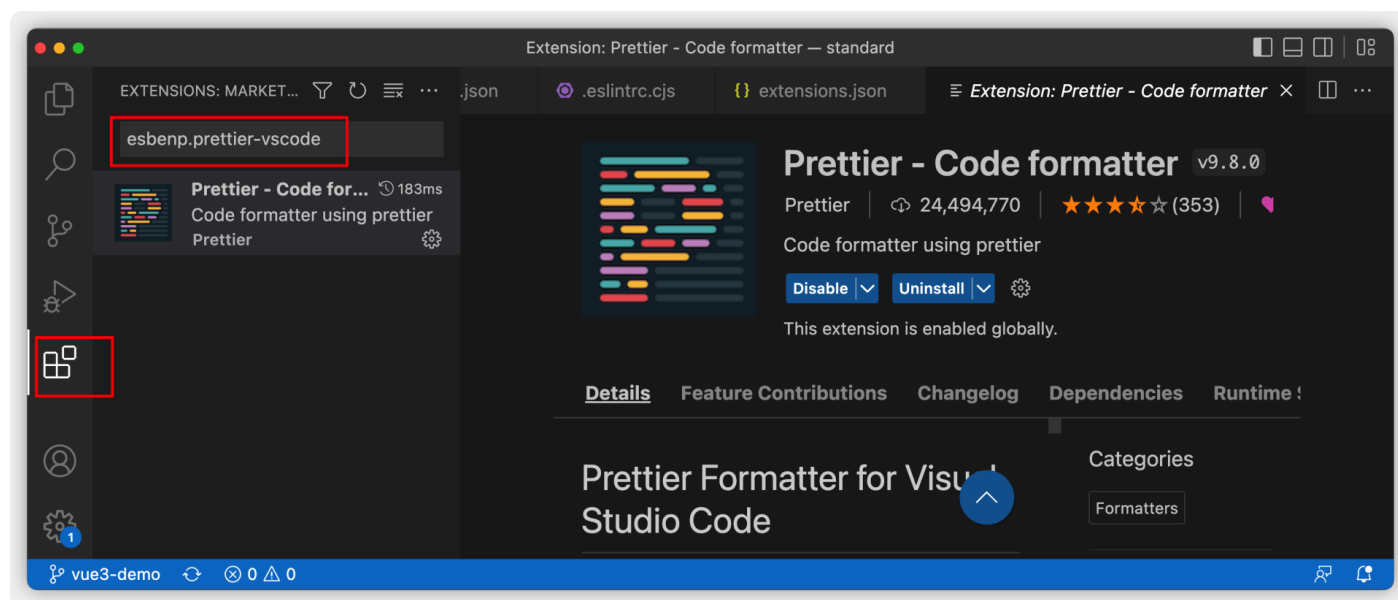 Extension: Prettier - Code formatter — standard
EXTENSIONS: MARKET...
.json
.eslintrc.cjs
{} extensions.json
Extension: Prettier - Code formatter
esbenp.prettier-vscode
Prettier - Code for... 183ms
Code formatter using prettier
Prettier
Prettier - Code formatter v9.8.0
Prettier 24,494,770 (353)
Code formatter using prettier
Disable Uninstall
This extension is enabled globally.
Details Feature Contributions Changelog Dependencies Runtime
Prettier Formatter for Visual
Studio Code
Categories
Formatters
1
vue3-demo 0 0